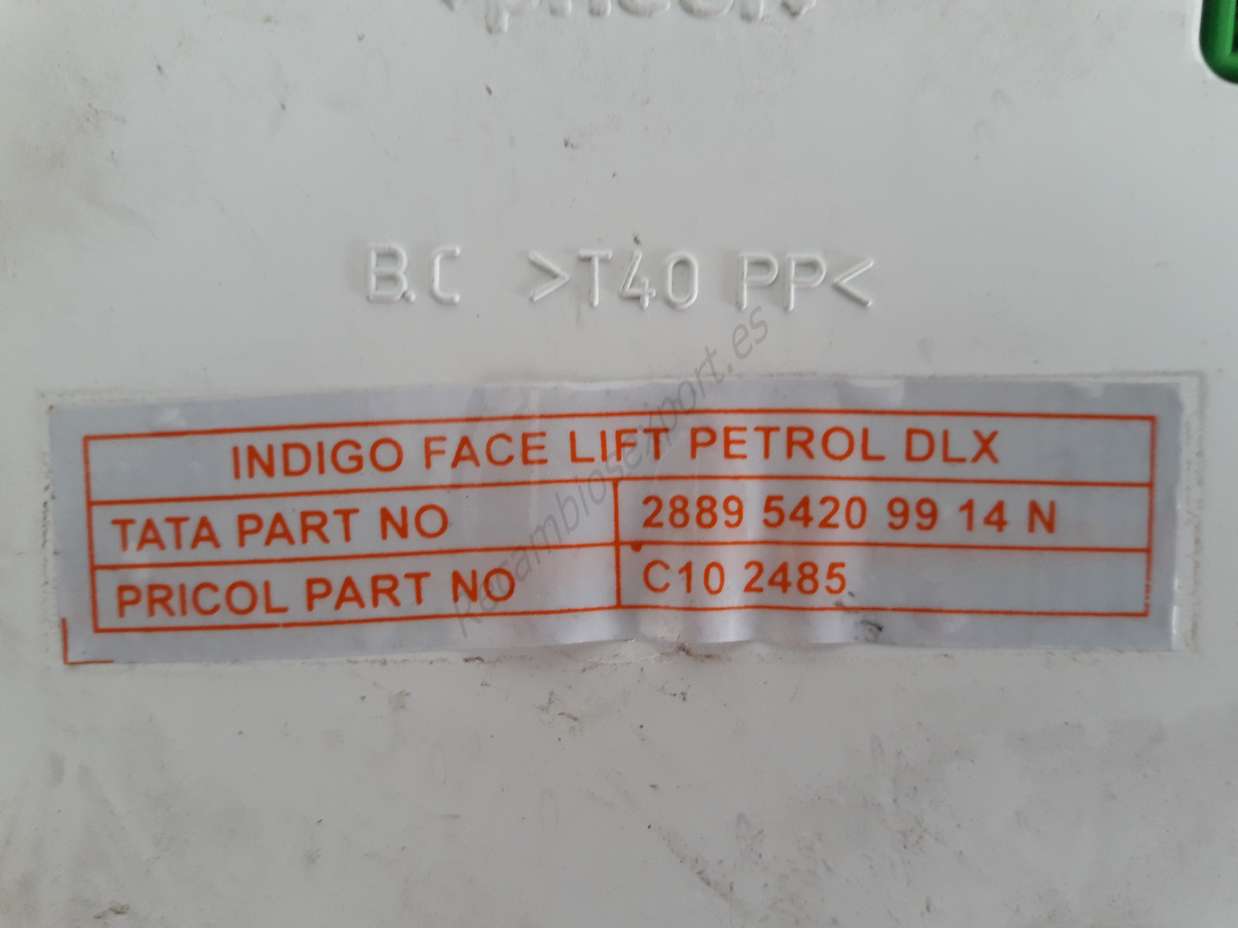 pricol
B.C >T40 PP<
INDIGO FACE LIFT PETROL DLX
TATA PART NO 2889 5420 99 14 N
PRICOL PART NO C10 2485
Recambiosexport.es